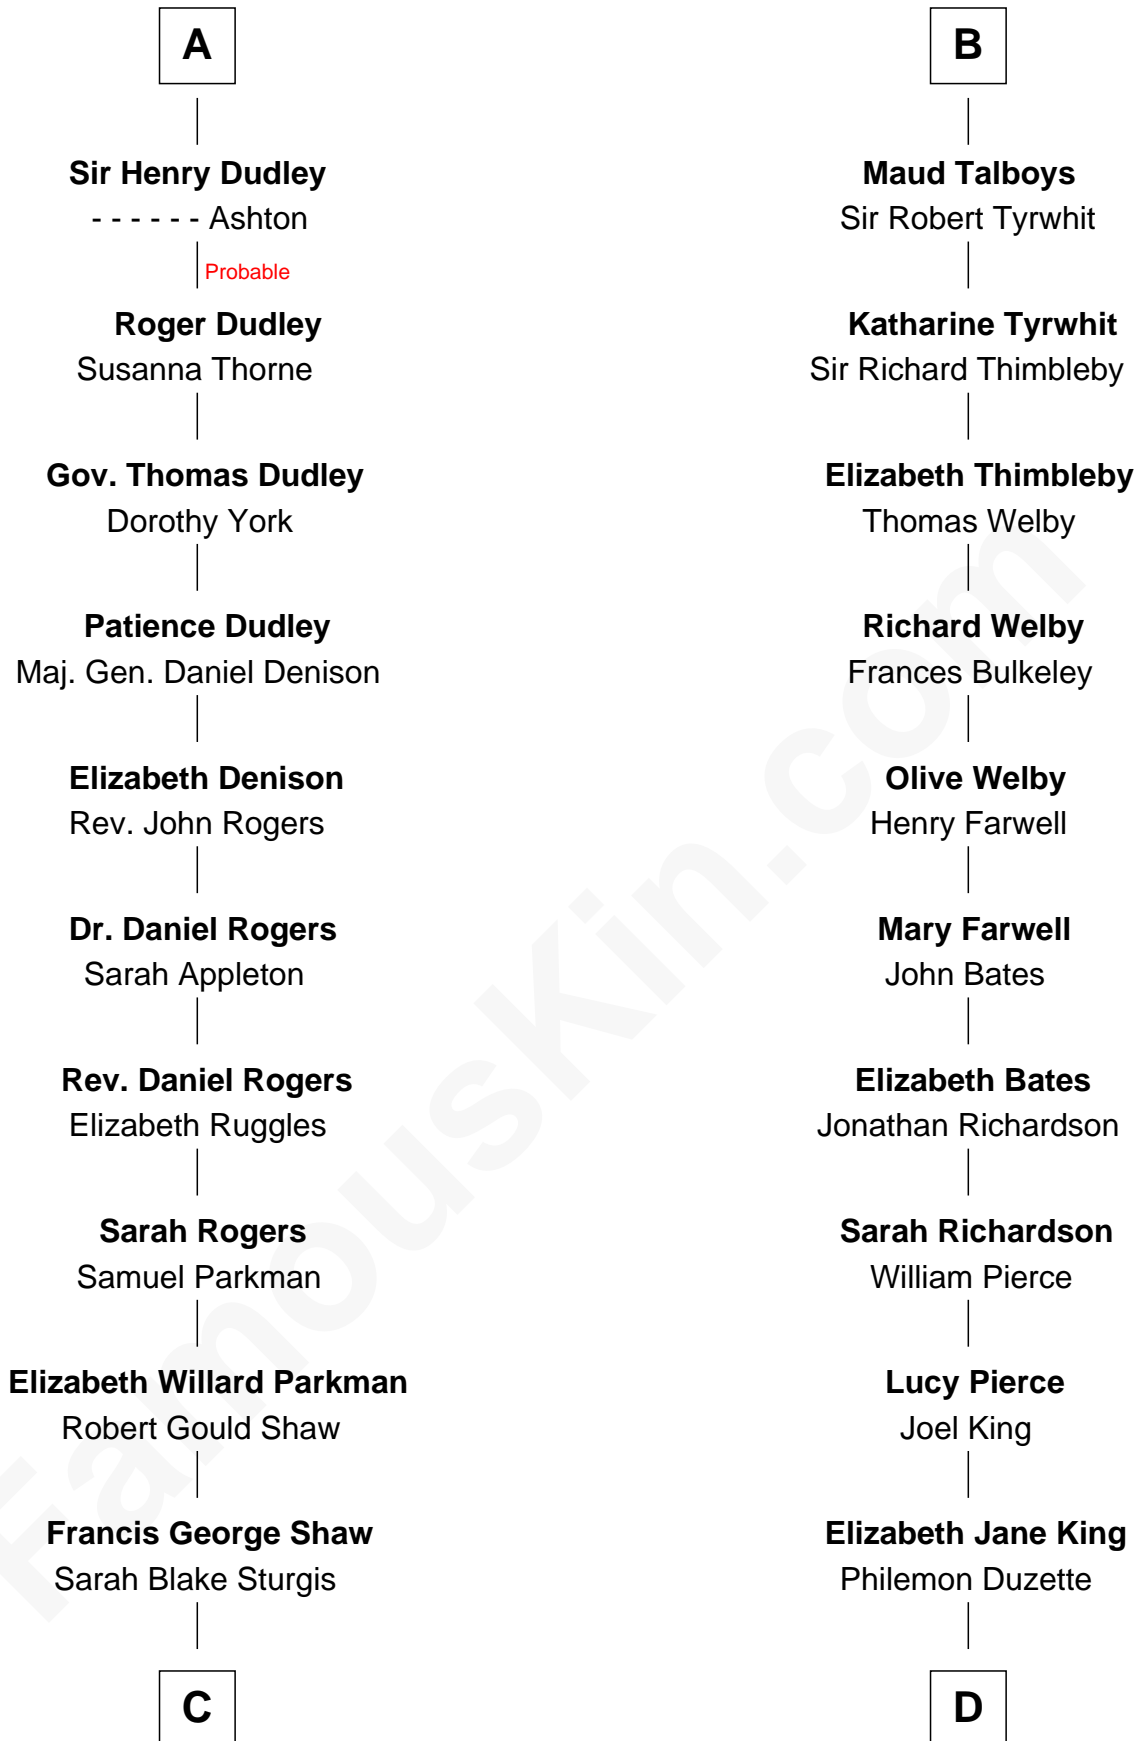 A
Sir Henry Dudley
- - - - - - Ashton
Probable
Roger Dudley
Susanna Thorne
Gov. Thomas Dudley
Dorothy York
Patience Dudley
Maj. Gen. Daniel Denison
Elizabeth Denison
Rev. John Rogers
Dr. Daniel Rogers
Sarah Appleton
Rev. Daniel Rogers
Elizabeth Ruggles
Sarah Rogers
Samuel Parkman
Elizabeth Willard Parkman
Robert Gould Shaw
Francis George Shaw
Sarah Blake Sturgis
C
B
Maud Talboys
Sir Robert Tyrwhit
Katharine Tyrwhit
Sir Richard Thimbleby
Elizabeth Thimbleby
Thomas Welby
Richard Welby
Frances Bulkeley
Olive Welby
Henry Farwell
Mary Farwell
John Bates
Elizabeth Bates
Jonathan Richardson
Sarah Richardson
William Pierce
Lucy Pierce
Joel King
Elizabeth Jane King
Philemon Duzette
D
FamousKin.com